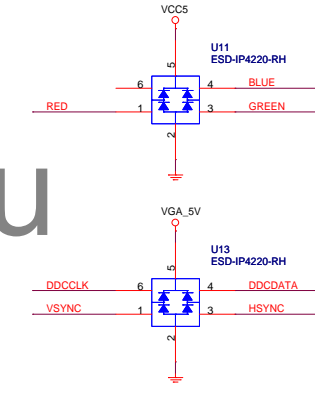 VCC5
U11
ESD-IP4220-RH
5
6
4
BLUE
RED
1
3
GREEN
2
u
VGA_5V
U13
ESD-IP4220-RH
5
DDCCLK
6
4
DDCDATA
VSYNC
1
3
HSYNC
2